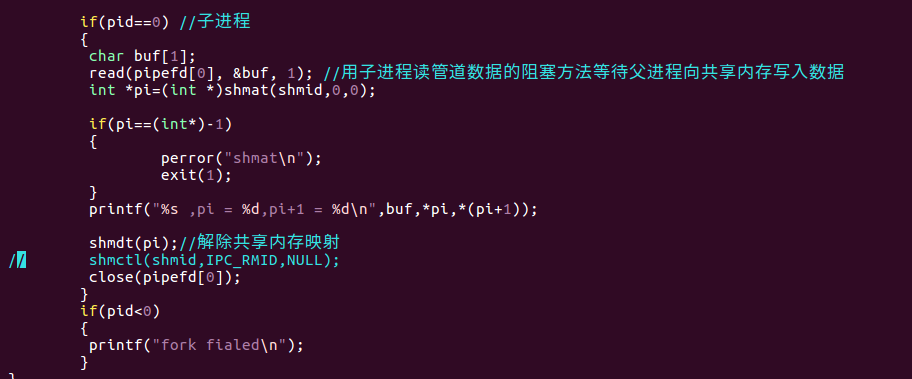 if(pid==0) //子进程
{
char buf[1];
read(pipefd[0], &buf, 1); //用子进程读管道数据的阻塞方法等待父进程向共享内存写入数据
int *pi=(int *)shmat(shmid,0,0);
if(pi==(int*)-1)
{
perror("shmat\n");
exit(1);
}
printf("%s ,pi = %d,pi+1 = %d\n",buf,*pi,*(pi+1));
shmdt(pi);//解除共享内存映射
// shmctl(shmid,IPC_RMID,NULL);
close(pipefd[0]);
}
if(pid<0)
{
printf("fork fialed\n");
}
}